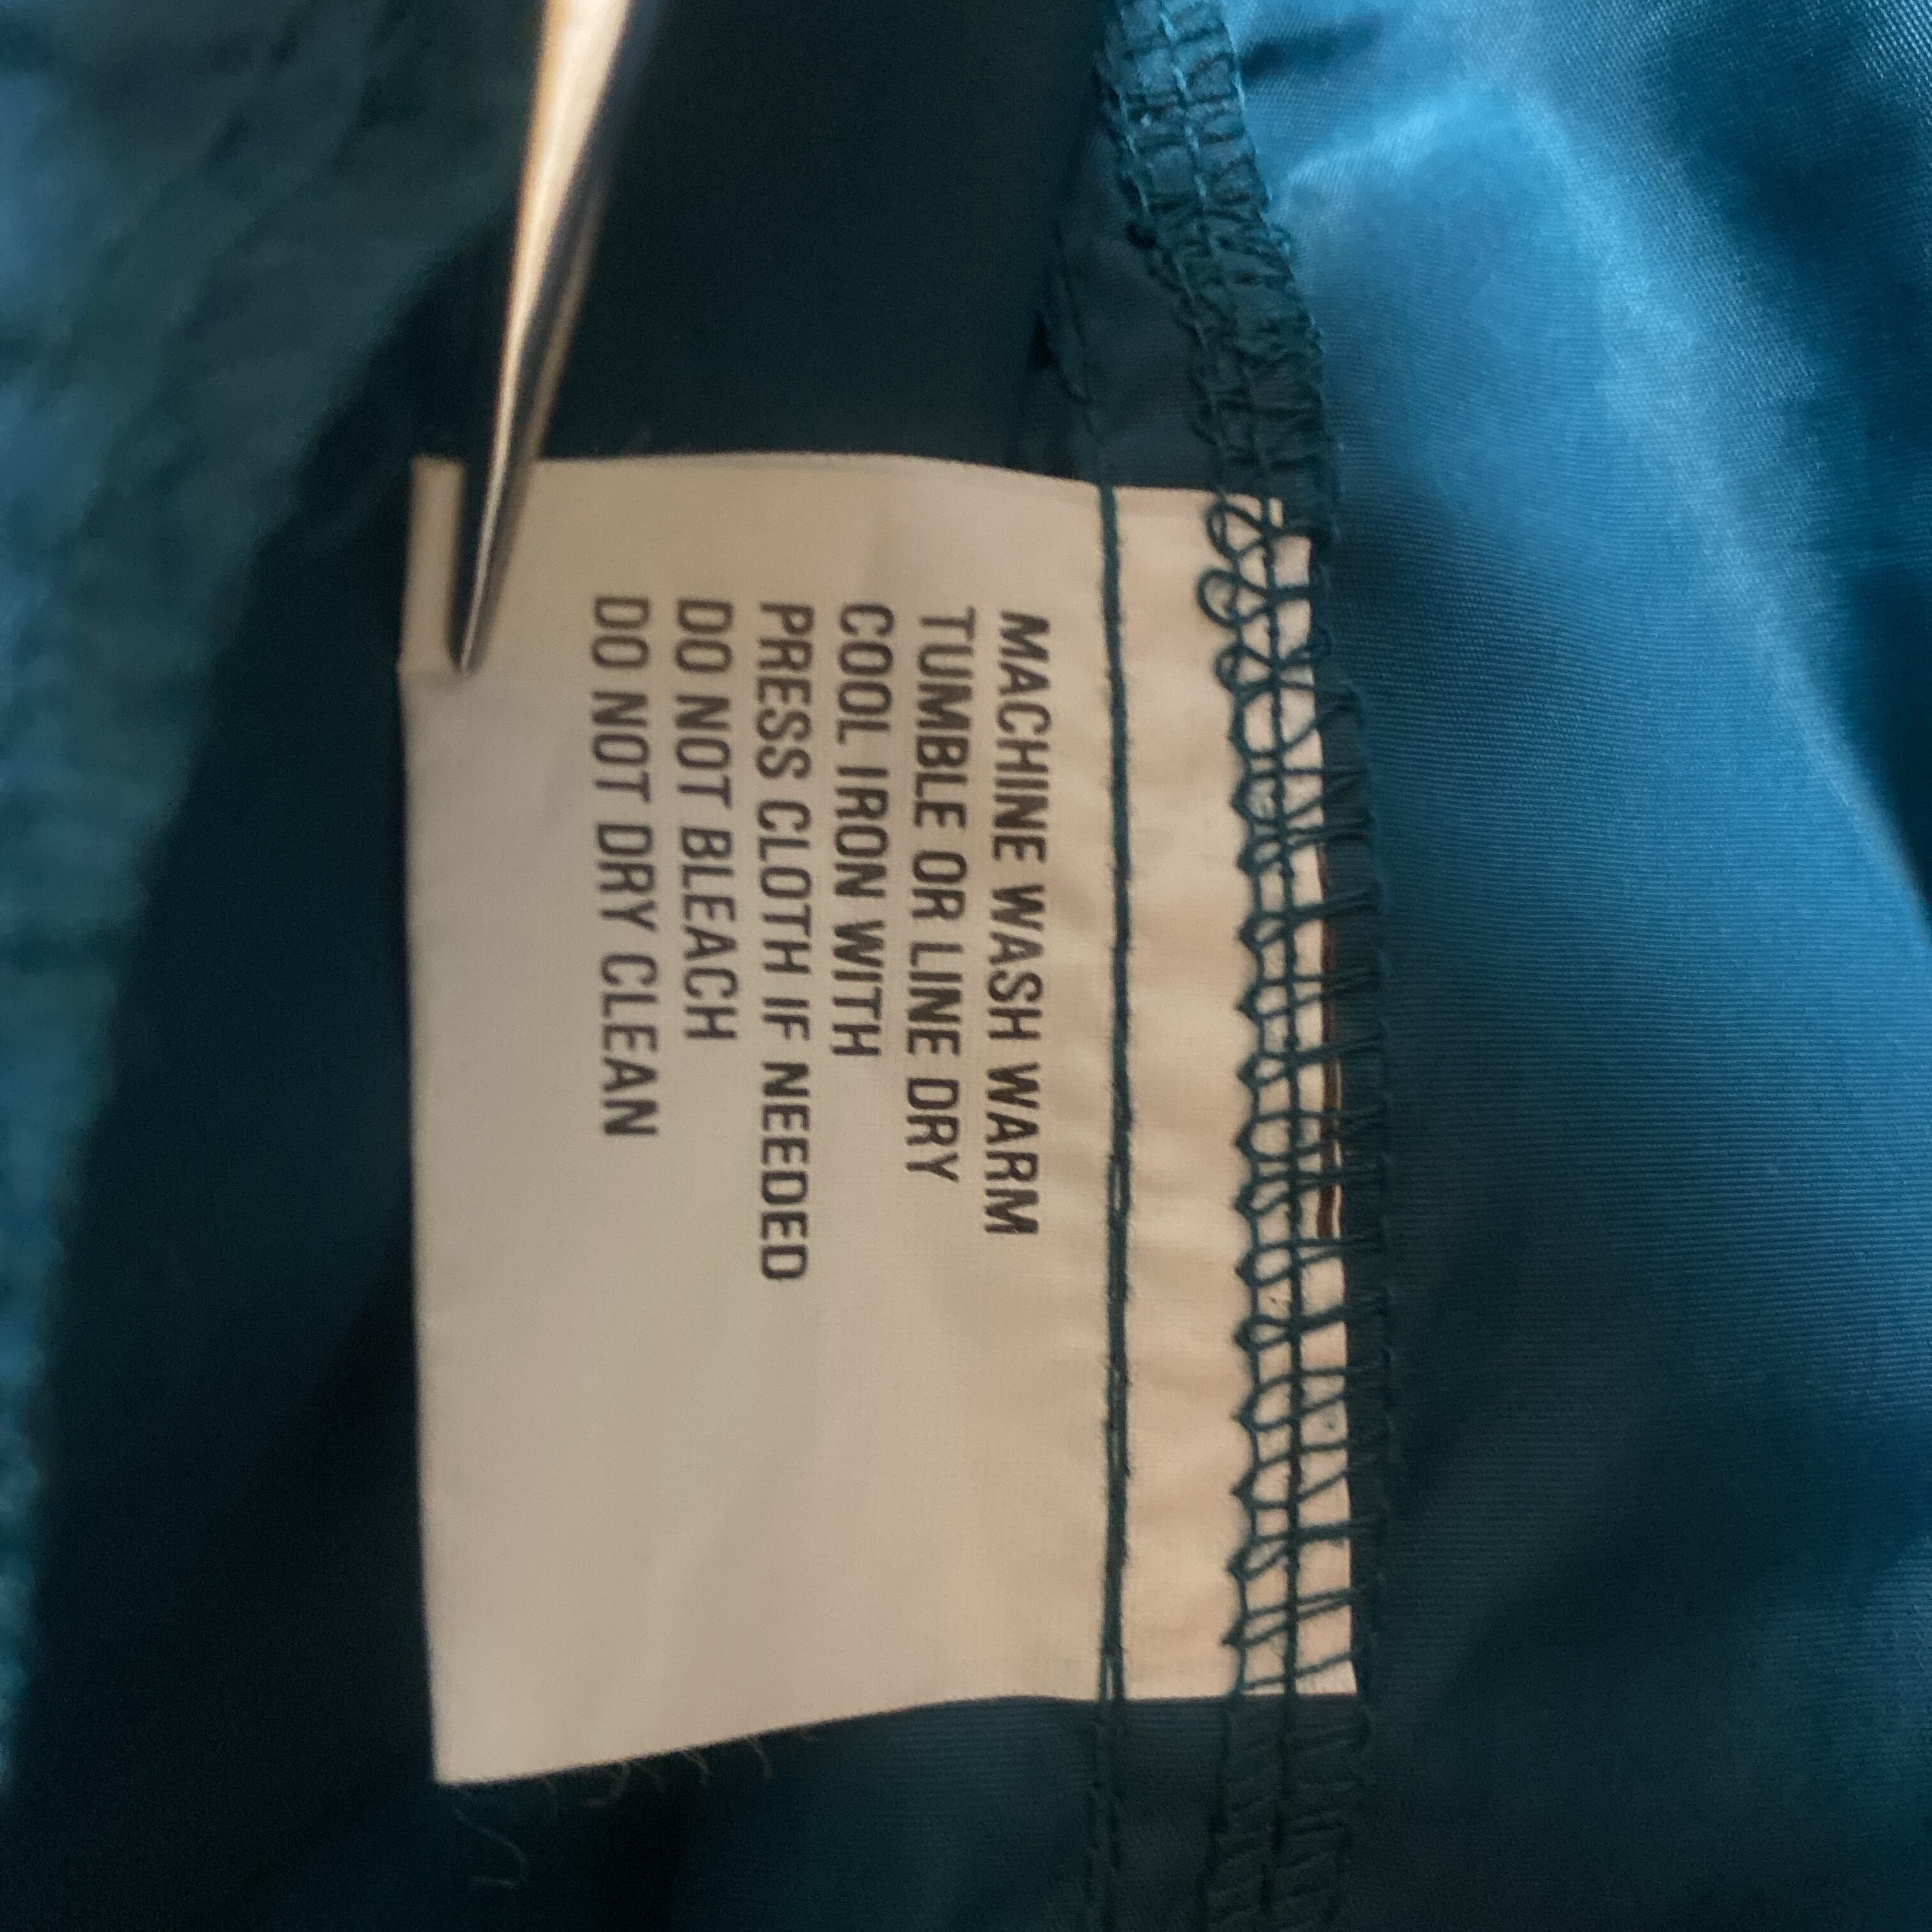 MACHINE WASH WARM
TUMBLE OR LINE DRY
COOL IRON WITH
PRESS CLOTH IF NEEDED
DO NOT BLEACH
DO NOT DRY CLEAN